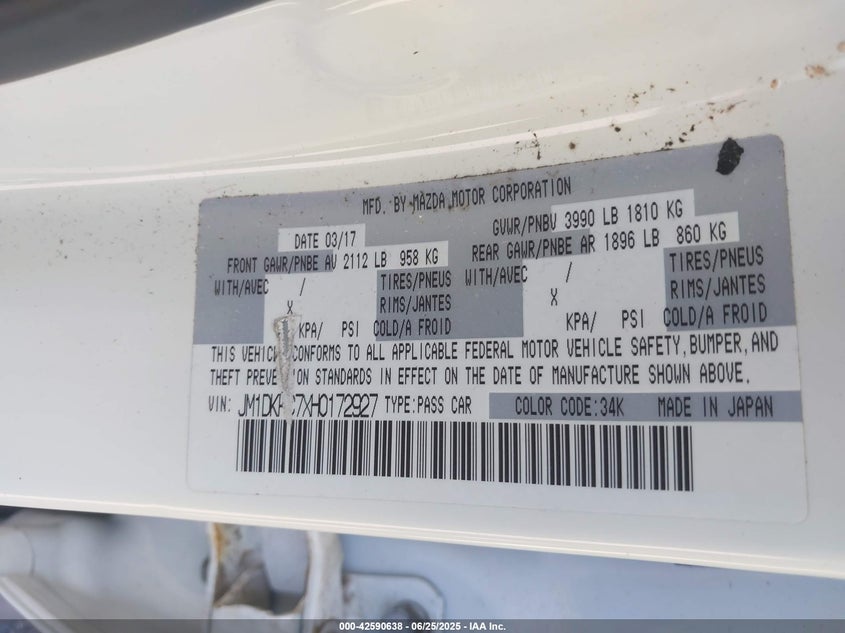 MFD. BY MAZDA MOTOR CORPORATION
DATE 03/17 GVWR/PNBV 3990 LB 1810 KG
FRONT GAWR/PNBE AV 2112 LB 958 KG REAR GAWR/PNBE AR 1896 LB 860 KG
WITH/AVEC / TIRES/PNEUS WITH/AVEC / TIRES/PNEUS
X RIMS/JANTES X RIMS/JANTES
KPA/ PSI COLD/A FROID KPA/ PSI COLD/A FROID
THIS CONFORMS TO ALL APPLICABLE FEDERAL MOTOR VEHICLE SAFETY, BUMPER, AND
THEFT STANDARDS IN EFFECT ON THE DATE OF MANUFACTURE SHOWN ABOVE.
VIN: TYPE:PASS CAR COLOR CODE:34K MADE IN JAPAN
000-42590638 - 06/25/2025 - IAA Inc.